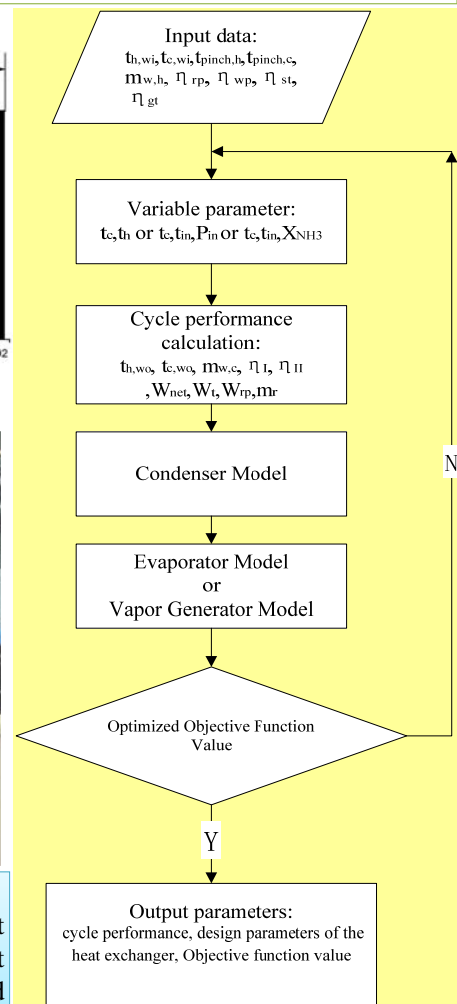 Input data:
th,wi,tc,wi,tpinch,h,tpinch,c,
mw,h, η rp, η wp, η st,
η gt
Variable parameter:
tc,th or tc,tin,Pin or tc,tin,XNH3
Cycle performance
calculation:
th,wo, tc,wo, mw,c, η I, η II
,Wnet,Wt,Wrp,mr
Condenser Model
N
Evaporator Model
or
Vapor Generator Model
Optimized Objective Function
Value
Y
Output parameters:
cycle performance, design parameters of the
heat exchanger, Objective function value